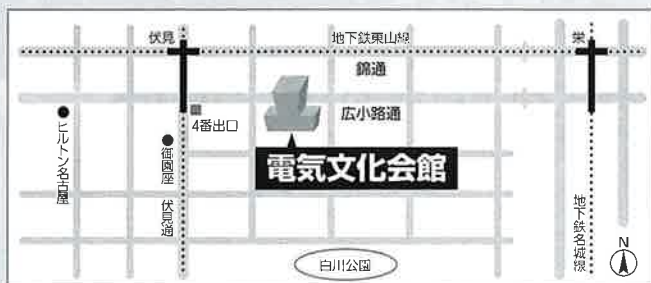 伏見
地下鉄東山線
栄
錦通
広小路通
4番出口
ヒルトン名古屋
御園座
伏見通
電気文化会館
地下鉄名城線
白川公園
N